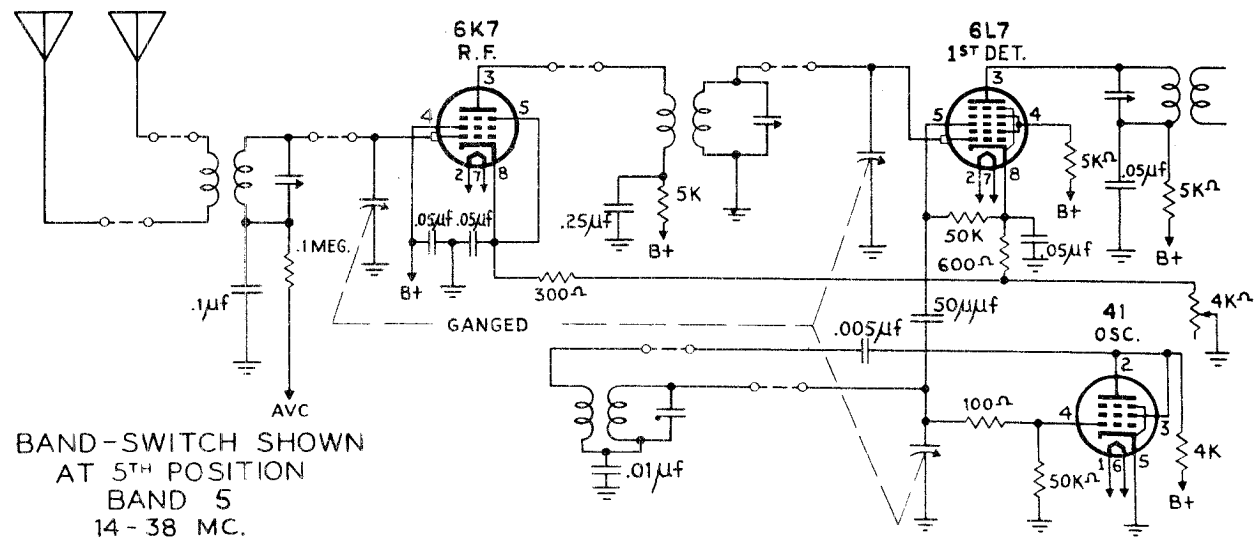 6K7
R.F.
3
4
5
2
7
8
6L7
1ST DET.
3
5
4
2
7
8
.1 MEG.
.1µf
AVC
.05µf
.05µf
B+
.25µf
5K
B+
300Ω
GANGED
50K
600Ω
.05µf
5KΩ
B+
.05µf
5KΩ
B+
4KΩ
50µµf
.005µf
.01µf
100Ω
50KΩ
41
OSC.
2
4
3
1
6
5
4K
B+
BAND-SWITCH SHOWN
AT 5TH POSITION
BAND 5
14-38 MC.